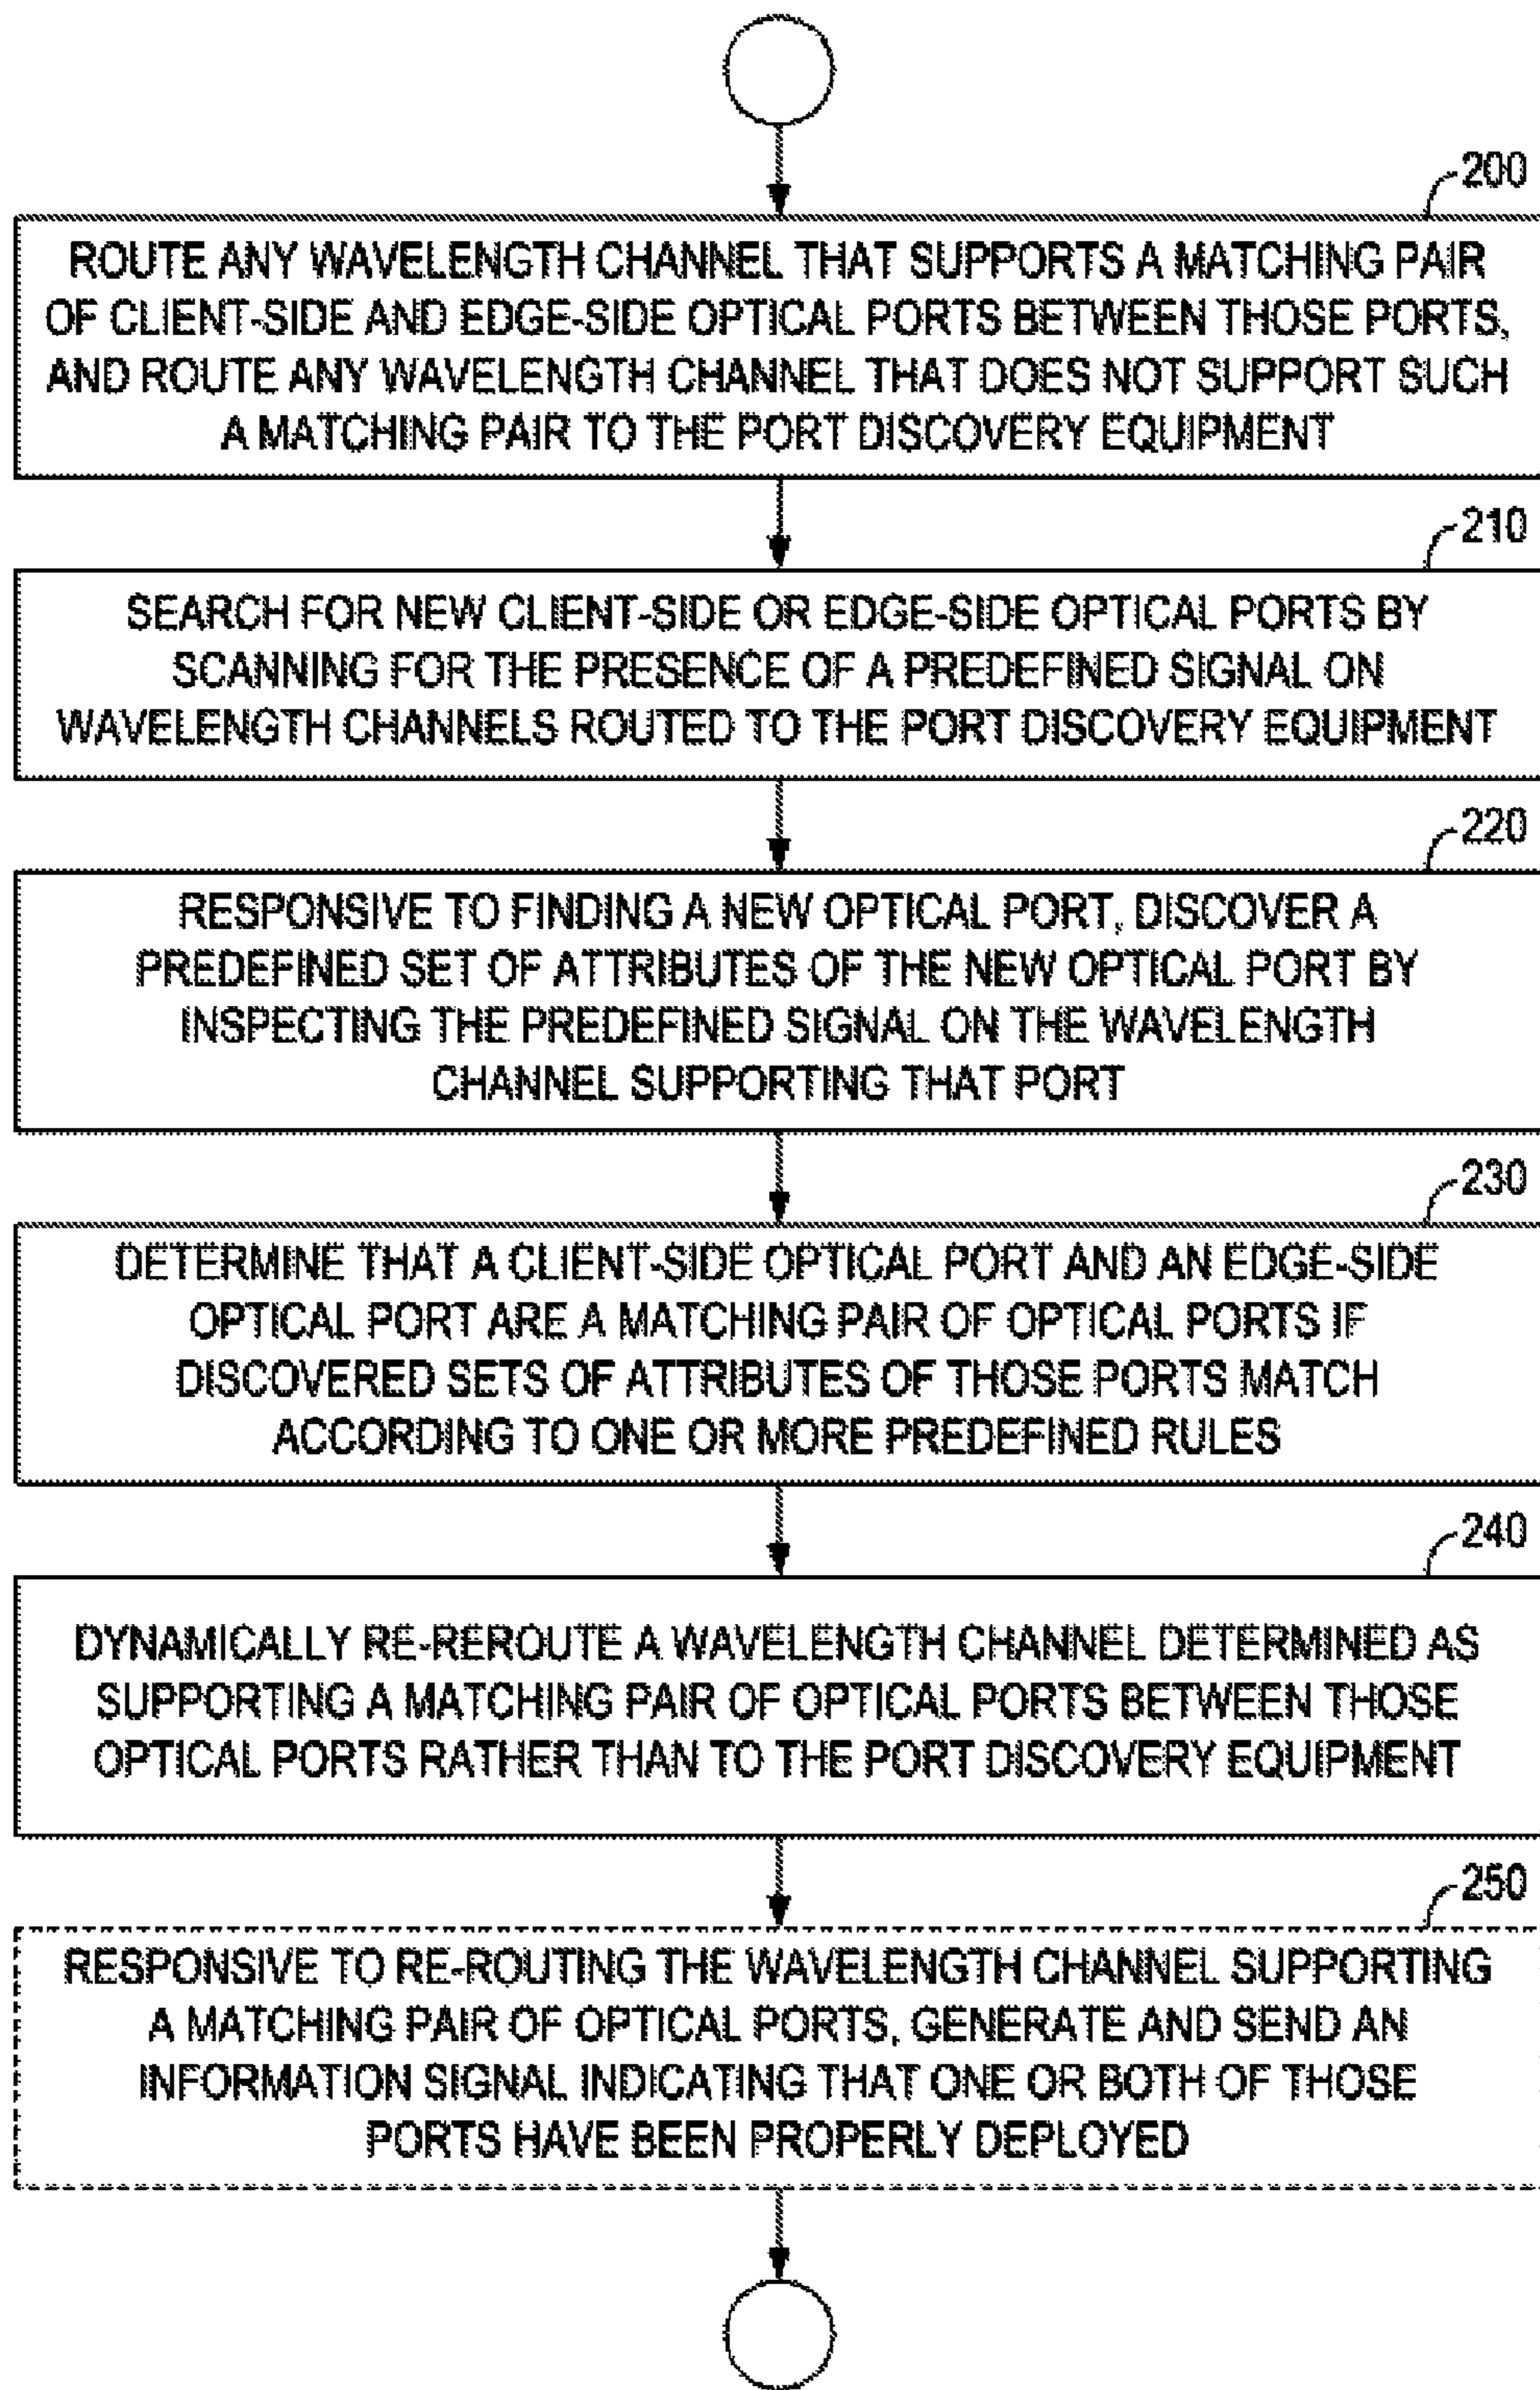 200
ROUTE ANY WAVELENGTH CHANNEL THAT SUPPORTS A MATCHING PAIR
OF CLIENT-SIDE AND EDGE-SIDE OPTICAL PORTS BETWEEN THOSE PORTS,
AND ROUTE ANY WAVELENGTH CHANNEL THAT DOES NOT SUPPORT SUCH
A MATCHING PAIR TO THE PORT DISCOVERY EQUIPMENT
210
SEARCH FOR NEW CLIENT-SIDE OR EDGE-SIDE OPTICAL PORTS BY
SCANNING FOR THE PRESENCE OF A PREDEFINED SIGNAL ON
WAVELENGTH CHANNELS ROUTED TO THE PORT DISCOVERY EQUIPMENT
220
RESPONSIVE TO FINDING A NEW OPTICAL PORT, DISCOVER A
PREDEFINED SET OF ATTRIBUTES OF THE NEW OPTICAL PORT BY
INSPECTING THE PREDEFINED SIGNAL ON THE WAVELENGTH
CHANNEL SUPPORTING THAT PORT
230
DETERMINE THAT A CLIENT-SIDE OPTICAL PORT AND AN EDGE-SIDE
OPTICAL PORT ARE A MATCHING PAIR OF OPTICAL PORTS IF
DISCOVERED SETS OF ATTRIBUTES OF THOSE PORTS MATCH
ACCORDING TO ONE OR MORE PREDEFINED RULES
240
DYNAMICALLY RE-REROUTE A WAVELENGTH CHANNEL DETERMINED AS
SUPPORTING A MATCHING PAIR OF OPTICAL PORTS BETWEEN THOSE
OPTICAL PORTS RATHER THAN TO THE PORT DISCOVERY EQUIPMENT
250
RESPONSIVE TO RE-ROUTING THE WAVELENGTH CHANNEL SUPPORTING
A MATCHING PAIR OF OPTICAL PORTS, GENERATE AND SEND AN
INFORMATION SIGNAL INDICATING THAT ONE OR BOTH OF THOSE
PORTS HAVE BEEN PROPERLY DEPLOYED